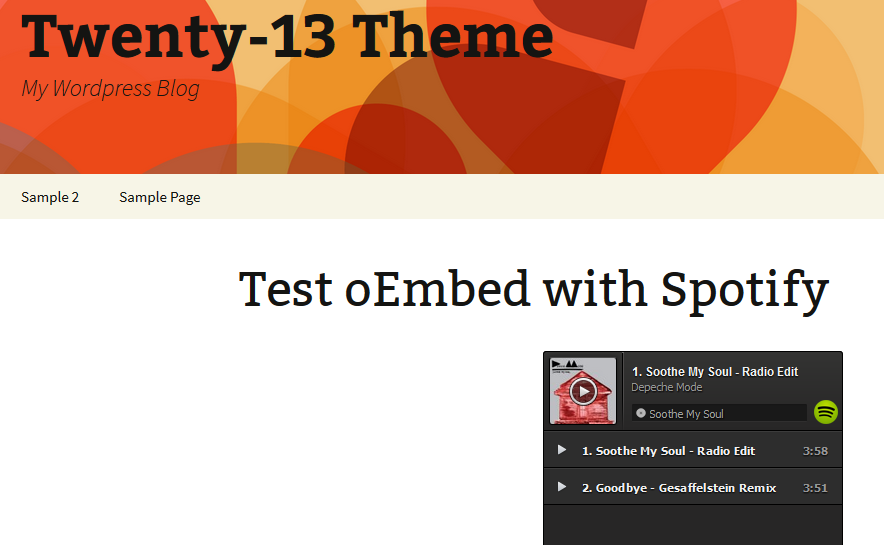 Twenty-13 Theme
My Wordpress Blog
Sample 2 Sample Page
Test oEmbed with Spotify
1. Soothe My Soul - Radio Edit
Depeche Mode
Soothe My Soul
1. Soothe My Soul - Radio Edit 3:58
2. Goodbye - Gesaffelstein Remix 3:51